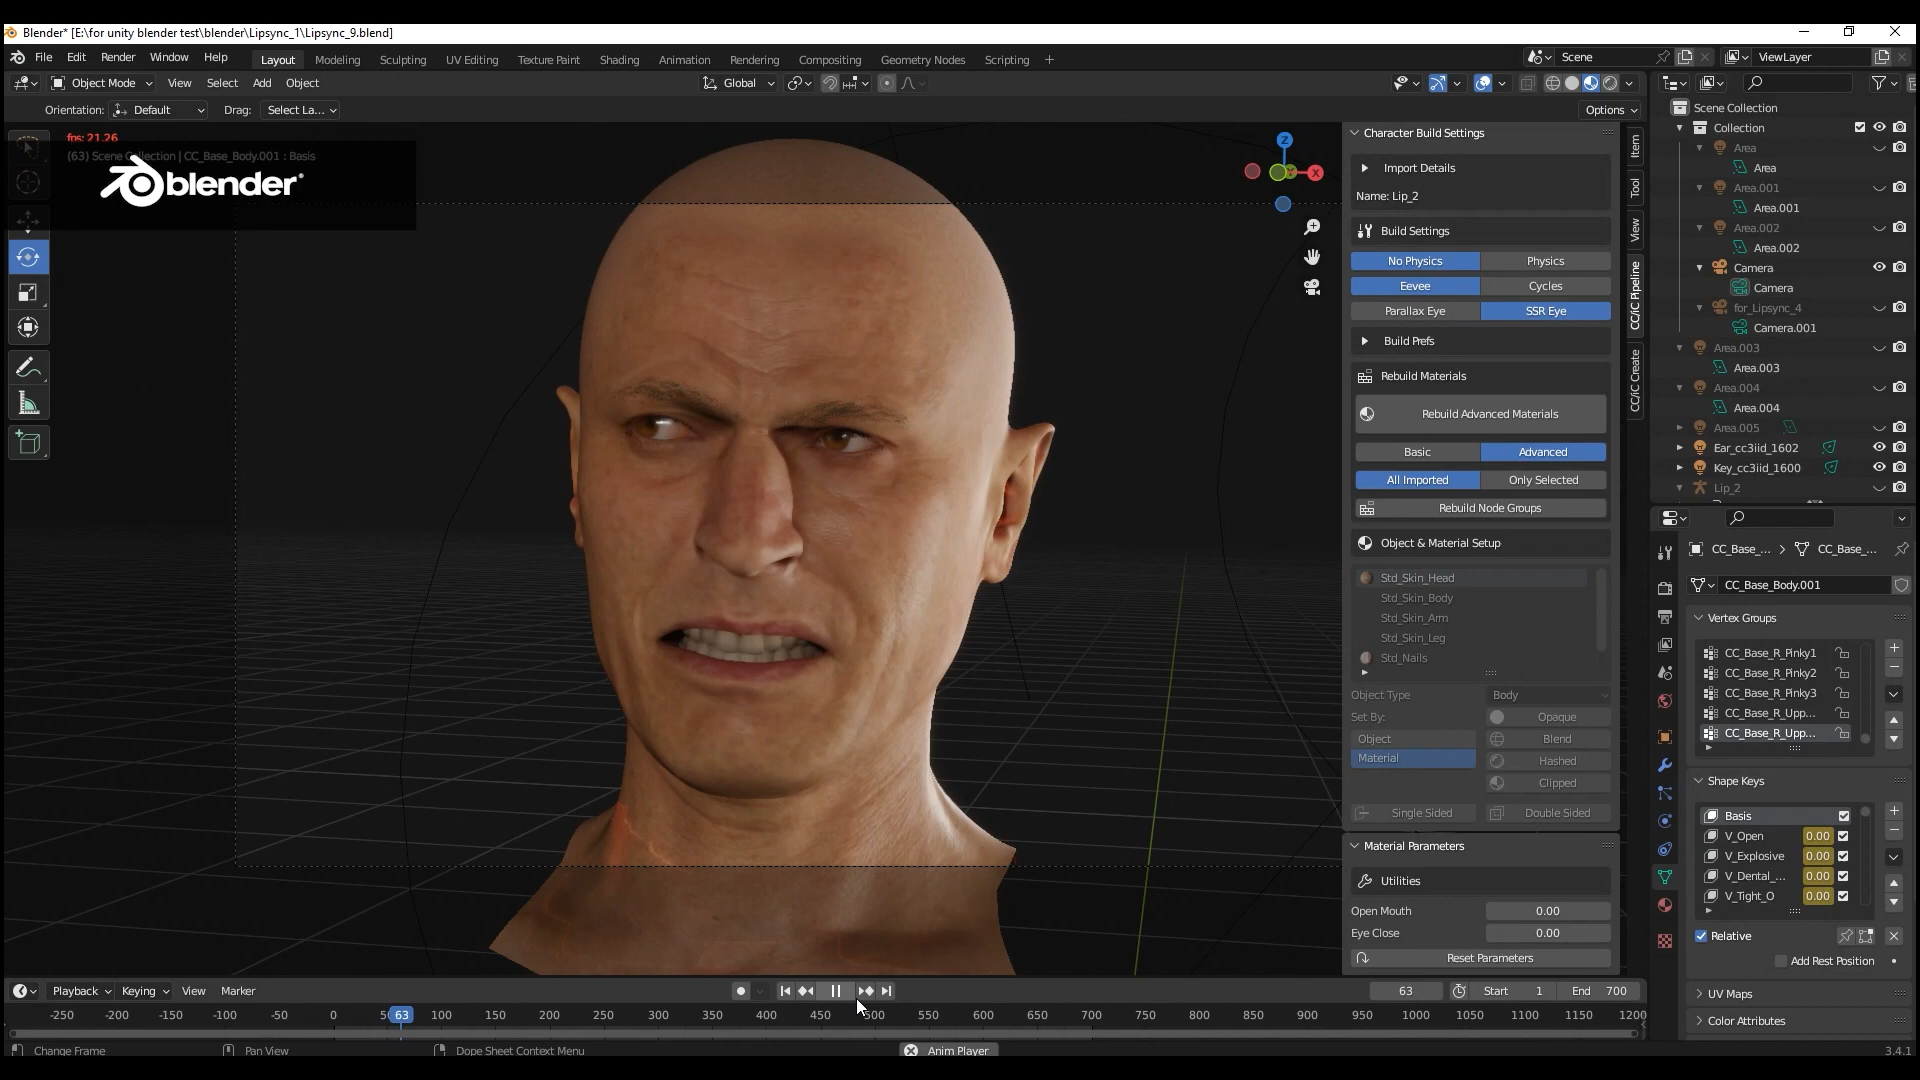 Blender* [E:\for unity blender test\blender\Lipsync_1\Lipsync_9.blend]
File Edit Render Window Help Layout Modeling Sculpting UV Editing Texture Paint Shading Animation Rendering Compositing Geometry Nodes Scripting + Scene ViewLayer
Object Mode View Select Add Object Global
Orientation: Default Drag: Select La... Options
fps: 21.26
(63) Scene Collection | CC_Base_Body.001 : Basis
blender
Z
X
Character Build Settings
Import Details
Name: Lip_2
Build Settings
No Physics Physics
Eevee Cycles
Parallax Eye SSR Eye
Build Prefs
Rebuild Materials
Rebuild Advanced Materials
Basic Advanced
All Imported Only Selected
Rebuild Node Groups
Object & Material Setup
Std_Skin_Head
Std_Skin_Body
Std_Skin_Arm
Std_Skin_Leg
Std_Nails
Object Type Body
Set By: Opaque
Object Blend
Material Hashed
Clipped
Single Sided Double Sided
Material Parameters
Utilities
Open Mouth 0.00
Eye Close 0.00
Reset Parameters
Item
Tool
View
CC/iC Pipeline
CC/iC Create
Scene Collection
Collection
Area
Area
Area.001
Area.001
Area.002
Area.002
Camera
Camera
for_Lipsync_4
Camera.001
Area.003
Area.003
Area.004
Area.004
Area.005
Ear_cc3iid_1602
Key_cc3iid_1600
Lip_2
CC_Base_... > CC_Base_...
CC_Base_Body.001
Vertex Groups
CC_Base_R_Pinky1
CC_Base_R_Pinky2
CC_Base_R_Pinky3
CC_Base_R_Upp...
CC_Base_R_Upp...
Shape Keys
Basis
V_Open 0.00
V_Explosive 0.00
V_Dental_... 0.00
V_Tight_O 0.00
Relative
Add Rest Position
UV Maps
Color Attributes
Playback Keying View Marker 63 Start 1 End 700
-250 -200 -150 -100 -50 0 63 100 150 200 250 300 350 400 450 500 550 600 650 700 750 800 850 900 950 1000 1050 1100 1150 1200
Change Frame Pan View Dope Sheet Context Menu Anim Player 3.4.1